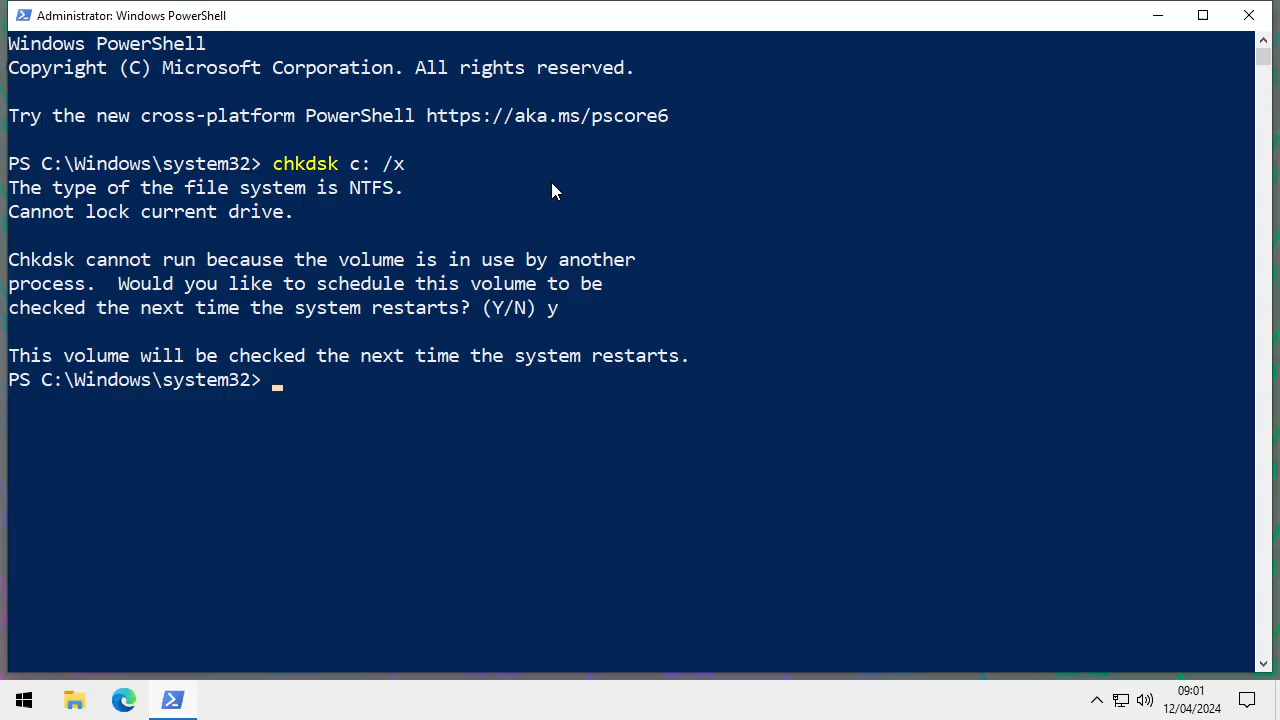 Administrator: Windows PowerShell
Windows PowerShell
Copyright (C) Microsoft Corporation. All rights reserved.
Try the new cross-platform PowerShell https://aka.ms/pscore6
PS C:\Windows\system32> chkdsk c: /x
The type of the file system is NTFS.
Cannot lock current drive.
Chkdsk cannot run because the volume is in use by another
process.  Would you like to schedule this volume to be
checked the next time the system restarts? (Y/N) y
This volume will be checked the next time the system restarts.
PS C:\Windows\system32>
09:01
12/04/2024